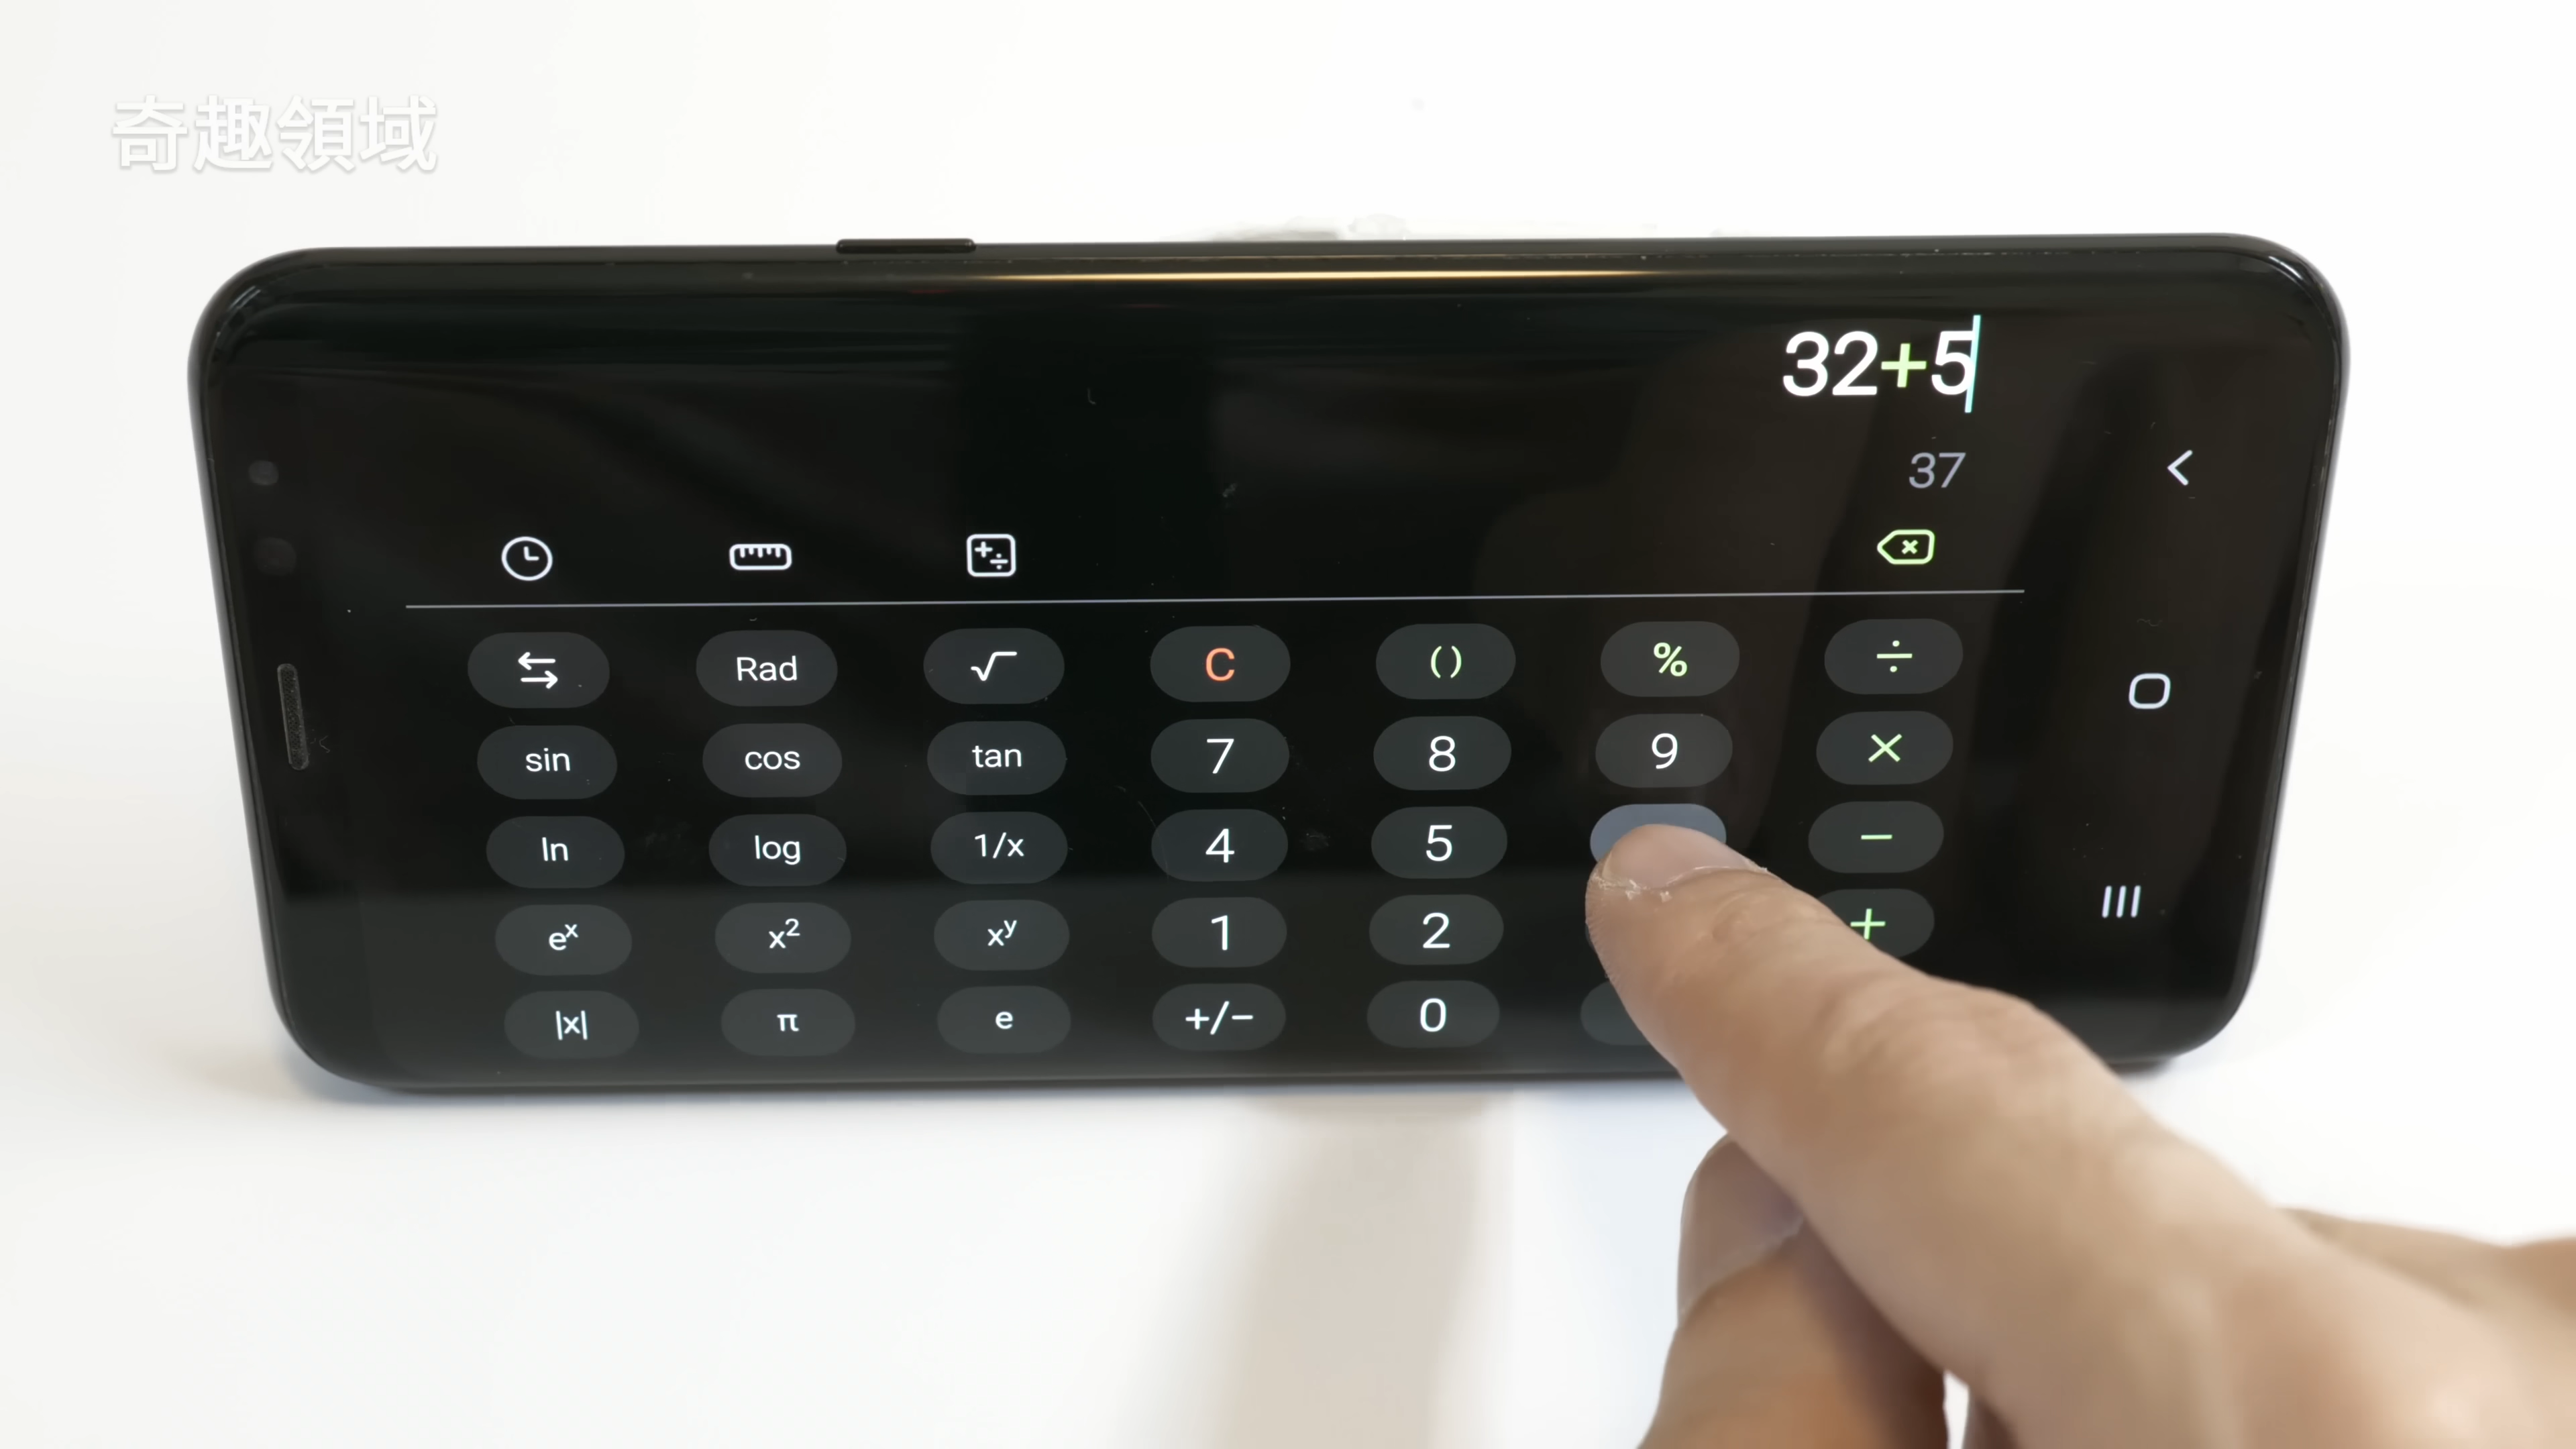 奇趣領域
32+5
37
Rad √ C () % ÷
sin cos tan 7 8 9 ×
ln log 1/x 4 5 −
eˣ x² xʸ 1 2 +
|x| π e +/− 0